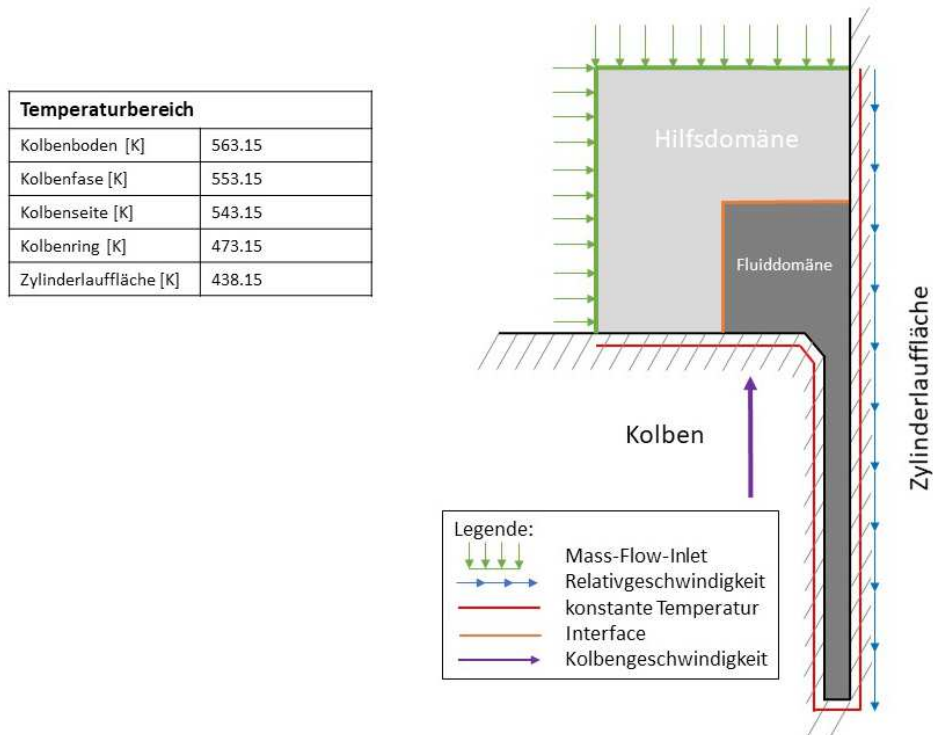 Temperaturbereich
Kolbenboden [K] 563.15
Kolbenfase [K] 553.15
Kolbenseite [K] 543.15
Kolbenring [K] 473.15
Zylinderlauffläche [K] 438.15
Hilfsdomäne
Fluiddomäne
Zylinderlauffläche
Kolben
Legende:
Mass-Flow-Inlet
Relativgeschwindigkeit
konstante Temperatur
Interface
Kolbengeschwindigkeit